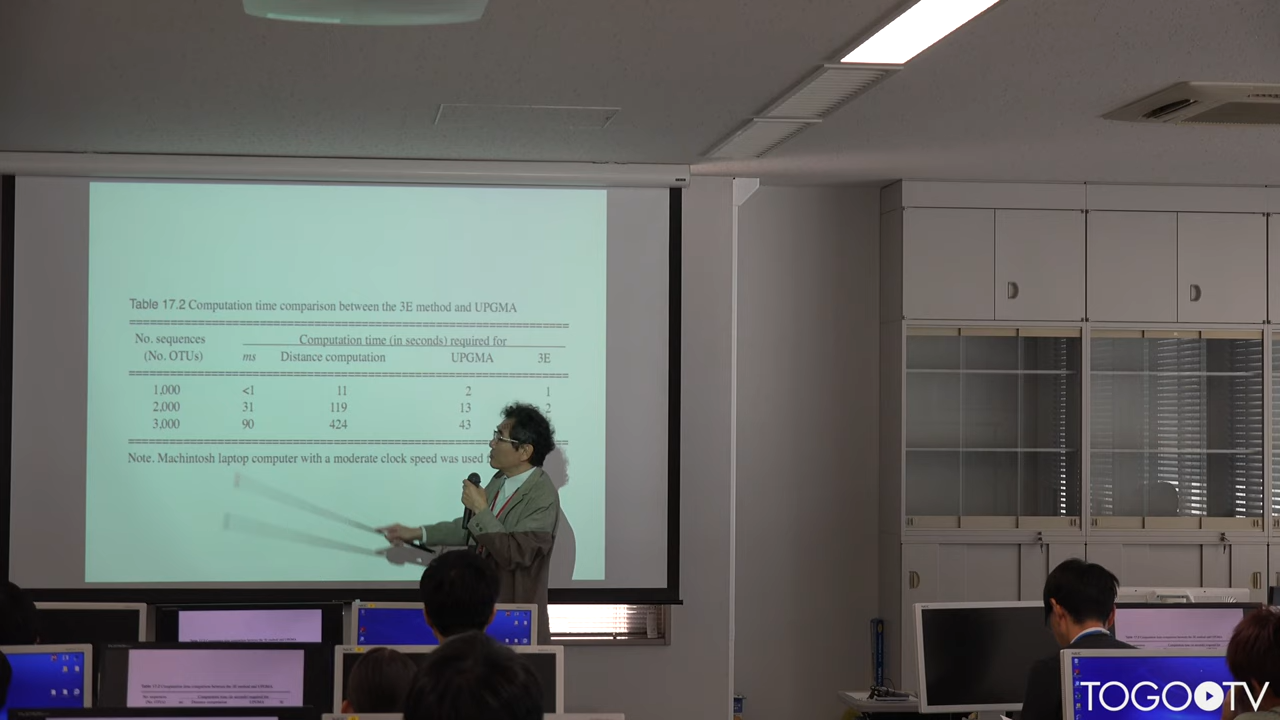 Table 17.2 Computation time comparison between the 3E method and UPGMA
No. sequences Computation time (in seconds) required for
(No. OTUs) ms Distance computation UPGMA 3E
1,000 <1 11 2 1
2,000 31 119 13 2
3,000 90 424 43
Note. Machintosh laptop computer with a moderate clock speed was used
TOGOTV